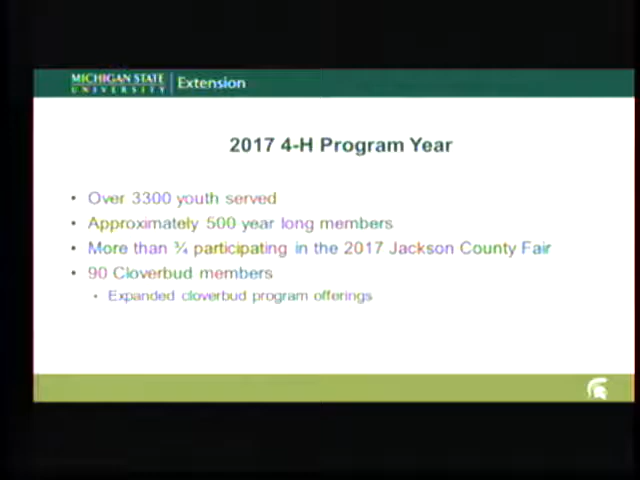 MICHIGAN STATE
UNIVERSITY
Extension
2017 4-H Program Year
• Over 3300 youth served
• Approximately 500 year long members
• More than ¾ participating in the 2017 Jackson County Fair
• 90 Cloverbud members
• Expanded cloverbud program offerings